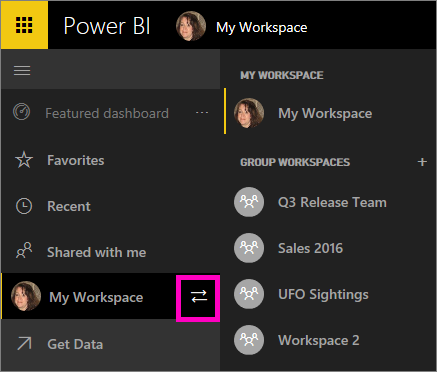 Power BI
My Workspace
Featured dashboard ...
Favorites
Recent
Shared with me
My Workspace
Get Data
MY WORKSPACE
My Workspace
GROUP WORKSPACES +
Q3 Release Team
Sales 2016
UFO Sightings
Workspace 2